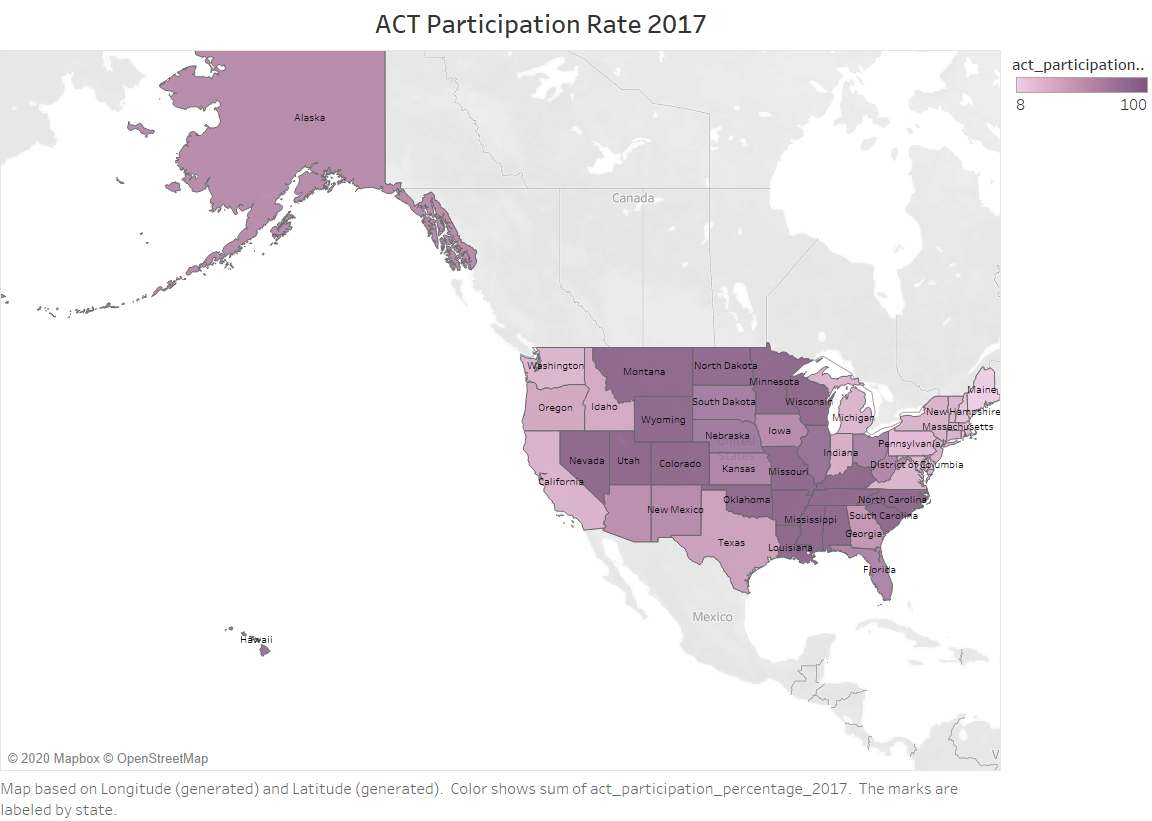 ACT Participation Rate 2017
act_participation..
8 100
Alaska
Canada
Washington
Montana
North Dakota
Minnesota
Maine
Oregon
Idaho
South Dakota
Wisconsin
Michigan
New Hampshire
Massachusetts
Wyoming
Nebraska
Iowa
United States
Pennsylvania
Nevada
Utah
Colorado
Kansas
Missouri
Indiana
District of Columbia
California
New Mexico
Oklahoma
North Carolina
Mississippi
South Carolina
Georgia
Texas
Louisiana
Florida
Mexico
Hawaii
V
© 2020 Mapbox © OpenStreetMap
Map based on Longitude (generated) and Latitude (generated).  Color shows sum of act_participation_percentage_2017.  The marks are
labeled by state.